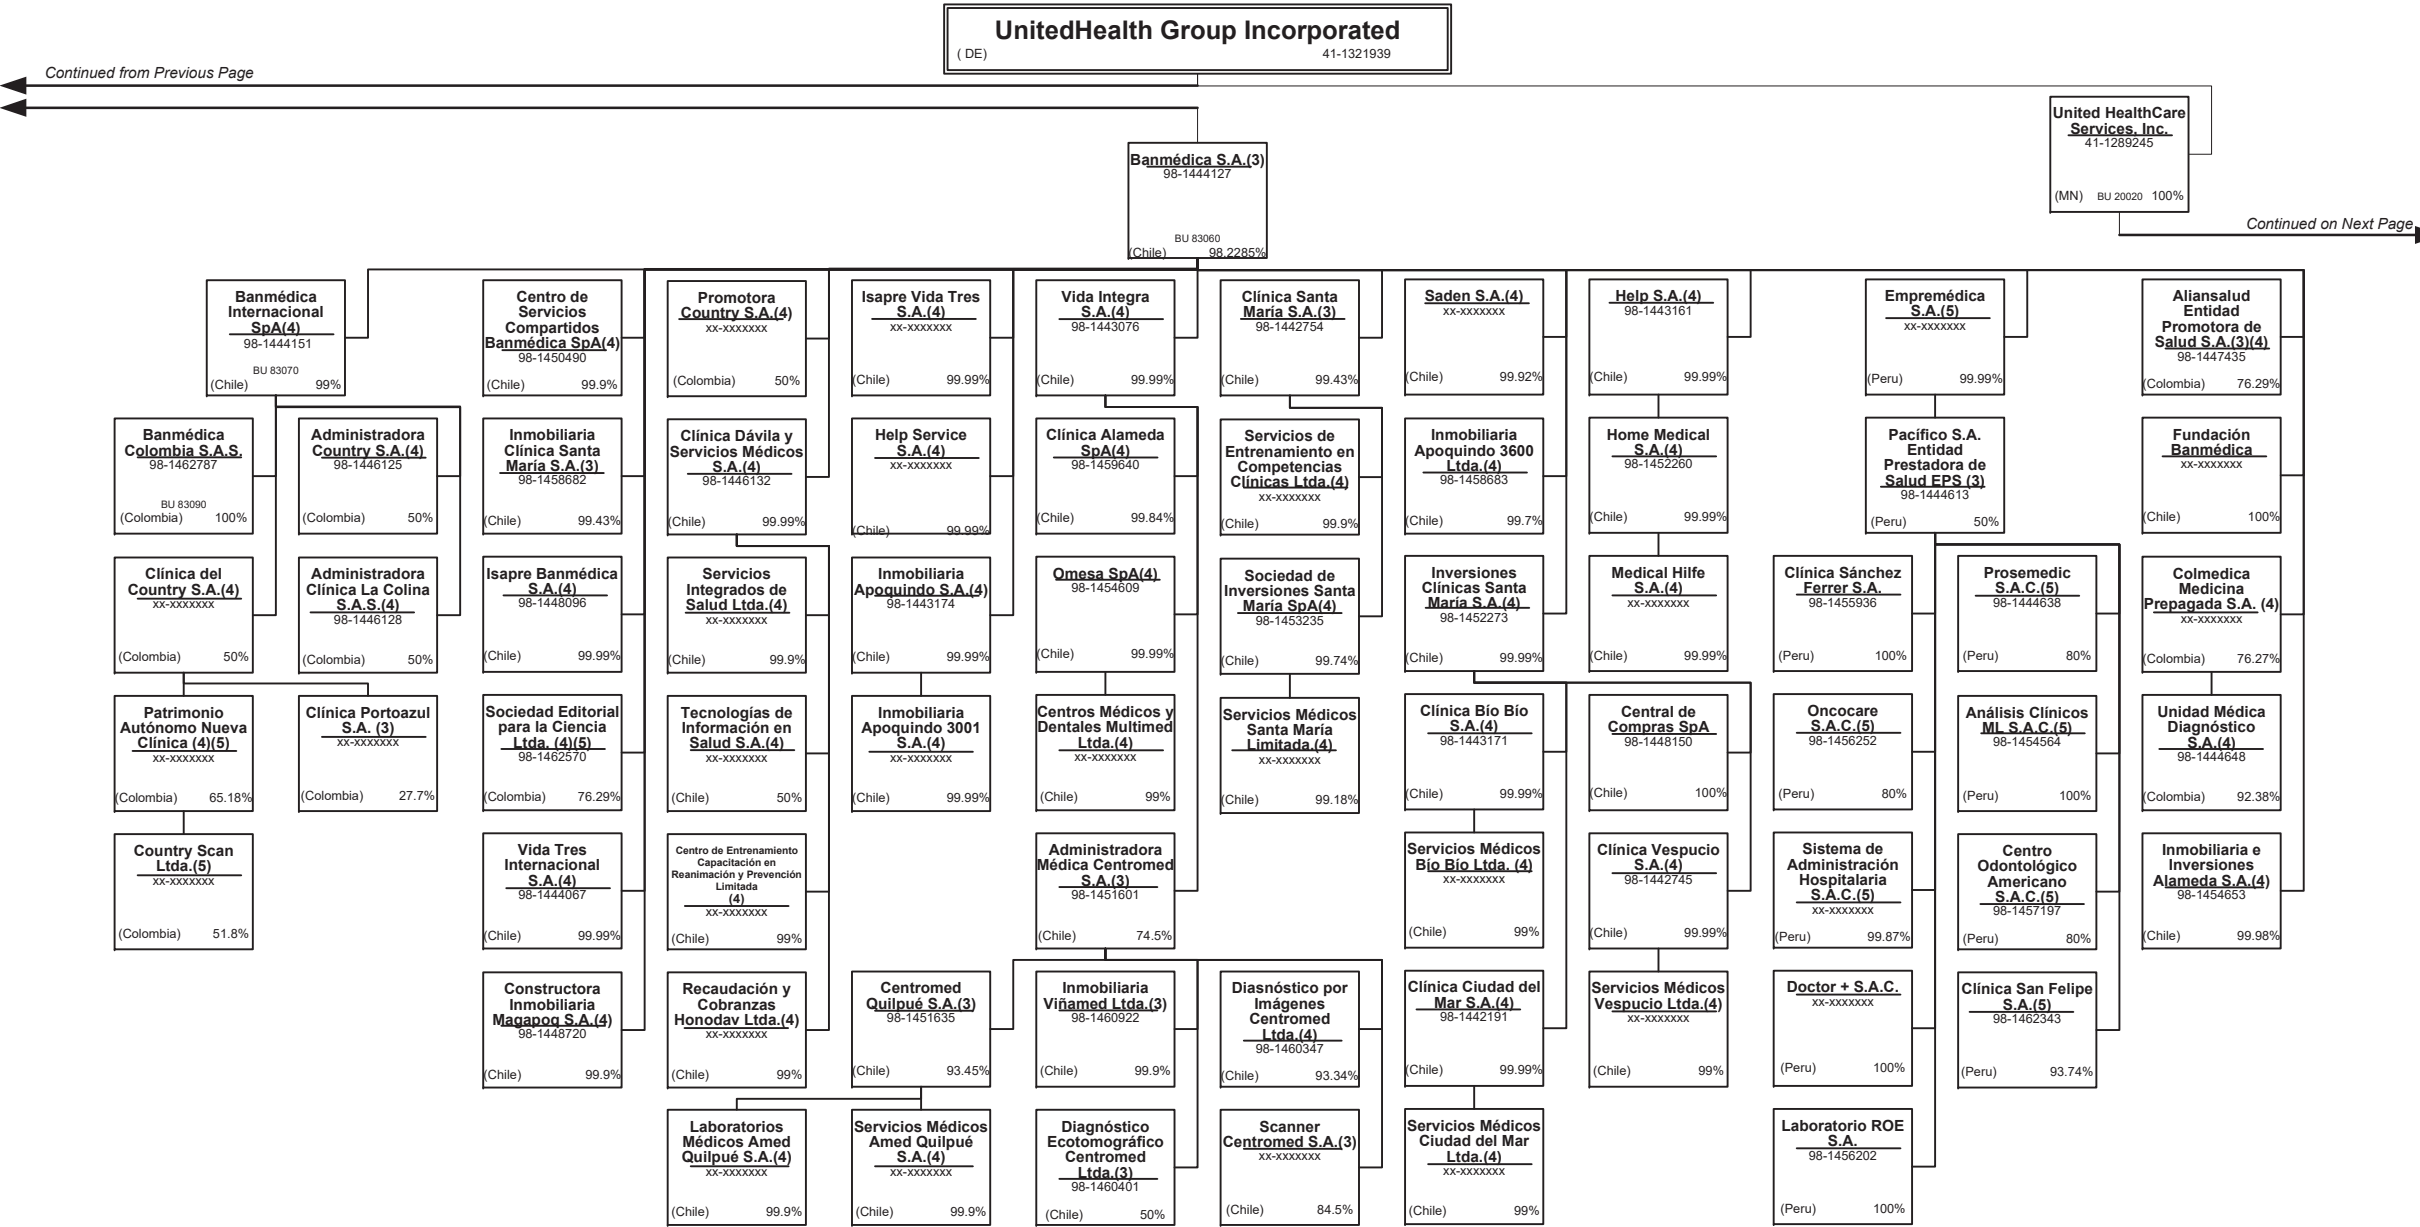 UnitedHealth Group Incorporated
( DE) 41-1321939
Continued from Previous Page
United HealthCare
Services, Inc.
41-1289245
(MN) BU 20020 100%
Continued on Next Page
Banmédica S.A.(3)
98-1444127
BU 83060
(Chile) 98.2285%
Banmédica
Internacional
SpA(4)
98-1444151
BU 83070
(Chile) 99%
Centro de
Servicios
Compartidos
Banmédica SpA(4)
98-1450490
(Chile) 99.9%
Promotora
Country S.A.(4)
xx-xxxxxxx
(Colombia) 50%
Isapre Vida Tres
S.A.(4)
xx-xxxxxxx
(Chile) 99.99%
Vida Integra
S.A.(4)
98-1443076
(Chile) 99.99%
Clínica Santa
María S.A.(3)
98-1442754
(Chile) 99.43%
Saden S.A.(4)
xx-xxxxxxx
(Chile) 99.92%
Help S.A.(4)
98-1443161
(Chile) 99.99%
Empremédica
S.A.(5)
xx-xxxxxxx
(Peru) 99.99%
Aliansalud
Entidad
Promotora de
Salud S.A.(3)(4)
98-1447435
(Colombia) 76.29%
Banmédica
Colombia S.A.S.
98-1462787
BU 83090
(Colombia) 100%
Administradora
Country S.A.(4)
98-1446125
(Colombia) 50%
Inmobiliaria
Clínica Santa
María S.A.(3)
98-1458682
(Chile) 99.43%
Clínica Dávila y
Servicios Médicos
S.A.(4)
98-1446132
(Chile) 99.99%
Help Service
S.A.(4)
xx-xxxxxxx
(Chile) 99.99%
Clínica Alameda
SpA(4)
98-1459640
(Chile) 99.84%
Servicios de
Entrenamiento en
Competencias
Clínicas Ltda.(4)
xx-xxxxxxx
(Chile) 99.9%
Inmobiliaria
Apoquindo 3600
Ltda.(4)
98-1458683
(Chile) 99.7%
Home Medical
S.A.(4)
98-1452260
(Chile) 99.99%
Pacífico S.A.
Entidad
Prestadora de
Salud EPS (3)
98-1444613
(Peru) 50%
Fundación
Banmédica
xx-xxxxxxx
(Chile) 100%
Clínica del
Country S.A.(4)
xx-xxxxxxx
(Colombia) 50%
Administradora
Clínica La Colina
S.A.S.(4)
98-1446128
(Colombia) 50%
Isapre Banmédica
S.A.(4)
98-1448096
(Chile) 99.99%
Servicios
Integrados de
Salud Ltda.(4)
xx-xxxxxxx
(Chile) 99.9%
Inmobiliaria
Apoquindo S.A.(4)
98-1443174
(Chile) 99.99%
Omesa SpA(4)
98-1454609
(Chile) 99.99%
Sociedad de
Inversiones Santa
María SpA(4)
98-1453235
(Chile) 99.74%
Inversiones
Clínicas Santa
María S.A.(4)
98-1452273
(Chile) 99.99%
Medical Hilfe
S.A.(4)
xx-xxxxxxx
(Chile) 99.99%
Clínica Sánchez
Ferrer S.A.
98-1455936
(Peru) 100%
Prosemedic
S.A.C.(5)
98-1444638
(Peru) 80%
Colmedica
Medicina
Prepagada S.A. (4)
xx-xxxxxxx
(Colombia) 76.27%
Patrimonio
Autónomo Nueva
Clínica (4)(5)
xx-xxxxxxx
(Colombia) 65.18%
Clínica Portoazul
S.A. (3)
xx-xxxxxxx
(Colombia) 27.7%
Sociedad Editorial
para la Ciencia
Ltda. (4)(5)
98-1462570
(Colombia) 76.29%
Tecnologías de
Información en
Salud S.A.(4)
xx-xxxxxxx
(Chile) 50%
Inmobiliaria
Apoquindo 3001
S.A.(4)
xx-xxxxxxx
(Chile) 99.99%
Centros Médicos y
Dentales Multimed
Ltda.(4)
xx-xxxxxxx
(Chile) 99%
Servicios Médicos
Santa María
Limitada.(4)
xx-xxxxxxx
(Chile) 99.18%
Clínica Bío Bío
S.A.(4)
98-1443171
(Chile) 99.99%
Central de
Compras SpA
98-1448150
(Chile) 100%
Oncocare
S.A.C.(5)
98-1456252
(Peru) 80%
Análisis Clínicos
ML S.A.C.(5)
98-1454564
(Peru) 100%
Unidad Médica
Diagnóstico
S.A.(4)
98-1444648
(Colombia) 92.38%
Country Scan
Ltda.(5)
xx-xxxxxxx
(Colombia) 51.8%
Vida Tres
Internacional
S.A.(4)
98-1444067
(Chile) 99.99%
Centro de Entrenamiento
Capacitación en
Reanimación y Prevención
Limitada
(4)
xx-xxxxxxx
(Chile) 99%
Administradora
Médica Centromed
S.A.(3)
98-1451601
(Chile) 74.5%
Servicios Médicos
Bío Bío Ltda. (4)
xx-xxxxxxx
(Chile) 99%
Clínica Vespucio
S.A.(4)
98-1442745
(Chile) 99.99%
Sistema de
Administración
Hospitalaria
S.A.C.(5)
xx-xxxxxxx
(Peru) 99.87%
Centro
Odontológico
Americano
S.A.C.(5)
98-1457197
(Peru) 80%
Inmobiliaria e
Inversiones
Alameda S.A.(4)
98-1454653
(Chile) 99.98%
Constructora
Inmobiliaria
Magapoq S.A.(4)
98-1448720
(Chile) 99.9%
Recaudación y
Cobranzas
Honodav Ltda.(4)
xx-xxxxxxx
(Chile) 99%
Centromed
Quilpué S.A.(3)
98-1451635
(Chile) 93.45%
Inmobiliaria
Viñamed Ltda.(3)
98-1460922
(Chile) 99.9%
Diasnóstico por
Imágenes
Centromed
Ltda.(4)
98-1460347
(Chile) 93.34%
Clínica Ciudad del
Mar S.A.(4)
98-1442191
(Chile) 99.99%
Servicios Médicos
Vespucio Ltda.(4)
xx-xxxxxxx
(Chile) 99%
Doctor + S.A.C.
xx-xxxxxxx
(Peru) 100%
Clínica San Felipe
S.A.(5)
98-1462343
(Peru) 93.74%
Laboratorios
Médicos Amed
Quilpué S.A.(4)
xx-xxxxxxx
(Chile) 99.9%
Servicios Médicos
Amed Quilpué
S.A.(4)
xx-xxxxxxx
(Chile) 99.9%
Diagnóstico
Ecotomográfico
Centromed
Ltda.(3)
98-1460401
(Chile) 50%
Scanner
Centromed S.A.(3)
xx-xxxxxxx
(Chile) 84.5%
Servicios Médicos
Ciudad del Mar
Ltda.(4)
xx-xxxxxxx
(Chile) 99%
Laboratorio ROE
S.A.
98-1456202
(Peru) 100%